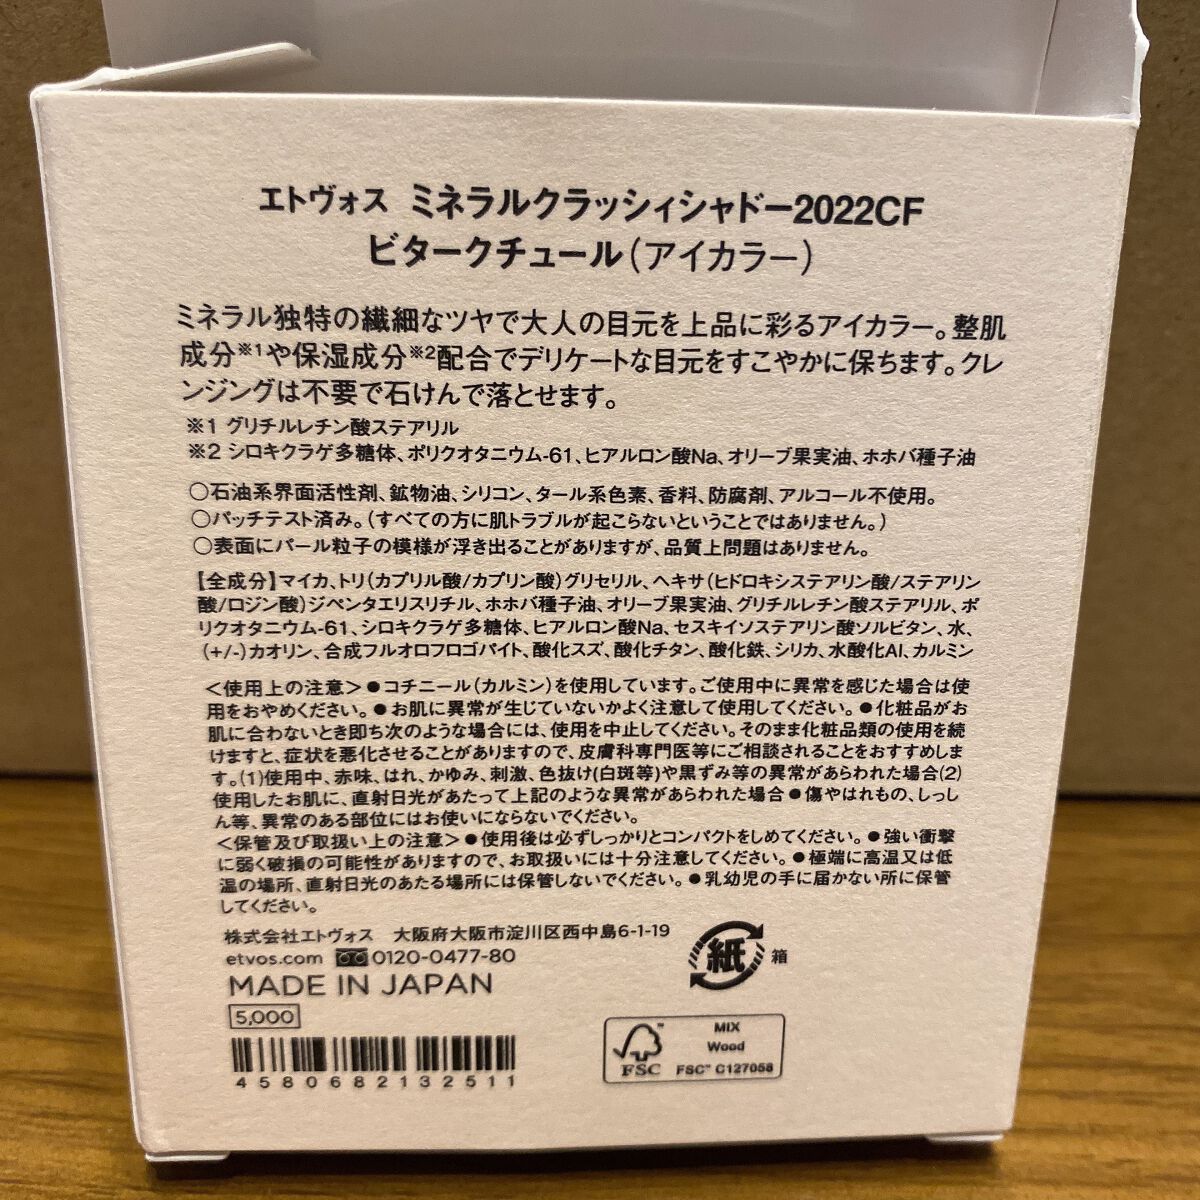 エトヴォス ミネラルクラッシィシャドー2022CF
ビタークチュール(アイカラー)
ミネラル独特の繊細なツヤで大人の目元を上品に彩るアイカラー。整肌
成分※1や保湿成分※2配合でデリケートな目元をすこやかに保ちます。クレ
ンジングは不要で石けんで落とせます。
※1 グリチルレチン酸ステアリル
※2 シロキクラゲ多糖体、ポリクオタニウム-61、ヒアルロン酸Na、オリーブ果実油、ホホバ種子油
○石油系界面活性剤、鉱物油、シリコン、タール系色素、香料、防腐剤、アルコール不使用。
○パッチテスト済み。(すべての方に肌トラブルが起こらないということではありません。)
○表面にパール粒子の模様が浮き出ることがありますが、品質上問題はありません。
【全成分】マイカ、トリ(カプリル酸/カプリン酸)グリセリル、ヘキサ(ヒドロキシステアリン酸/ステアリン
酸/ロジン酸)ジペンタエリスリチル、ホホバ種子油、オリーブ果実油、グリチルレチン酸ステアリル、ポ
リクオタニウム-61、シロキクラゲ多糖体、ヒアルロン酸Na、セスキイソステアリン酸ソルビタン、水、
(+/-)カオリン、合成フルオロフロゴパイト、酸化スズ、酸化チタン、酸化鉄、シリカ、水酸化Al、カルミン
<使用上の注意>●コチニール(カルミン)を使用しています。ご使用中に異常を感じた場合は使
用をおやめください。●お肌に異常が生じていないかよく注意して使用してください。●化粧品がお
肌に合わないとき即ち次のような場合には、使用を中止してください。そのまま化粧品類の使用を続
けますと、症状を悪化させることがありますので、皮膚科専門医等にご相談されることをおすすめしま
す。(1)使用中、赤味、はれ、かゆみ、刺激、色抜け(白斑等)や黒ずみ等の異常があらわれた場合(2)
使用したお肌に、直射日光があたって上記のような異常があらわれた場合●傷やはれもの、しっし
ん等、異常のある部位にはお使いにならないでください。
<保管及び取扱い上の注意>●使用後は必ずしっかりとコンパクトをしめてください。●強い衝撃
に弱く破損の可能性がありますので、お取扱いには十分注意してください。●極端に高温又は低
温の場所、直射日光のあたる場所には保管しないでください。●乳幼児の手に届かない所に保管
してください。
株式会社エトヴォス 大阪府大阪市淀川区西中島6-1-19
etvos.com 0120-0477-80
MADE IN JAPAN
5,000
4580682132511
紙 箱
FSC™
MIX
Wood
FSC™ C127058